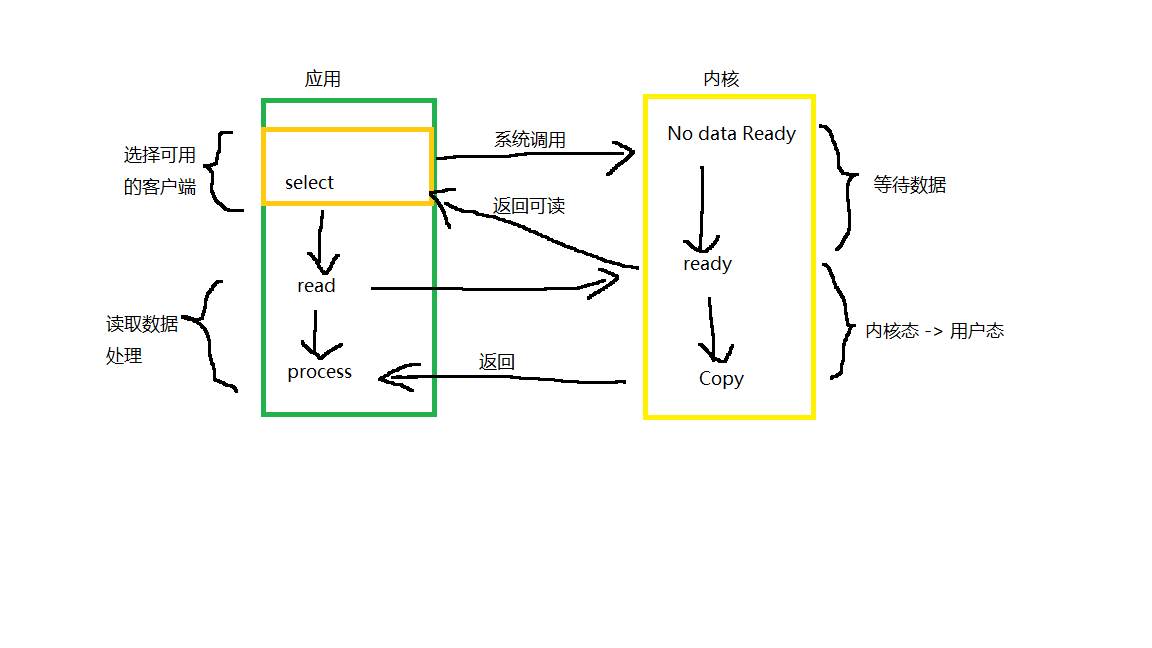 应用
内核
选择可用
的客户端
select
系统调用
No data Ready
等待数据
返回可读
ready
read
读取数据
处理
process
返回
Copy
内核态 -> 用户态